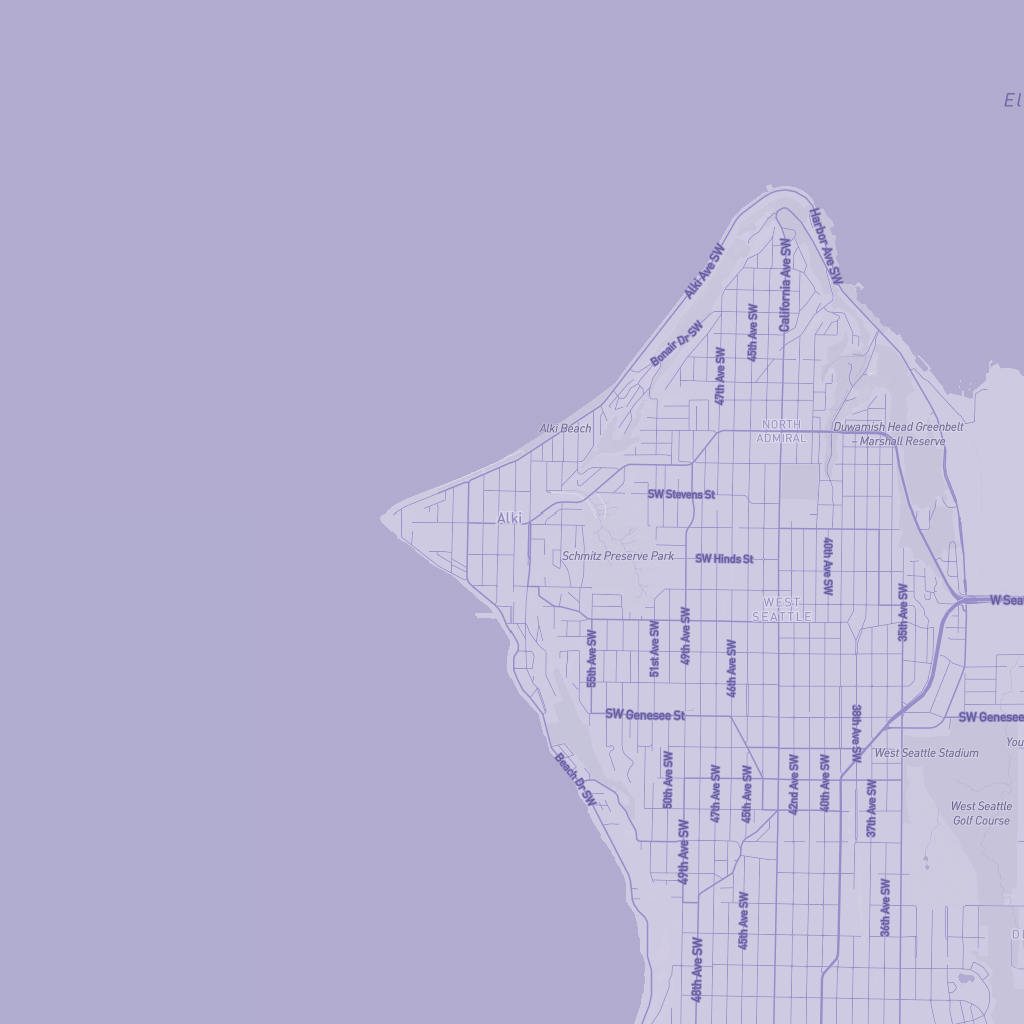 El
Harbor Ave SW
Alki Ave SW
California Ave SW
45th Ave SW
Bonair Dr SW
47th Ave SW
Alki Beach
NORTH
ADMIRAL
Duwamish Head Greenbelt
– Marshall Reserve
SW Stevens St
Alki
Schmitz Preserve Park
SW Hinds St
40th Ave SW
35th Ave SW
W Sea
WEST
SEATTLE
49th Ave SW
51st Ave SW
55th Ave SW
46th Ave SW
SW Genesee St
38th Ave SW
SW Genesee
You
West Seattle Stadium
Beach Dr SW
50th Ave SW
47th Ave SW
45th Ave SW
42nd Ave SW
40th Ave SW
37th Ave SW
West Seattle
Golf Course
49th Ave SW
45th Ave SW
36th Ave SW
DE
48th Ave SW